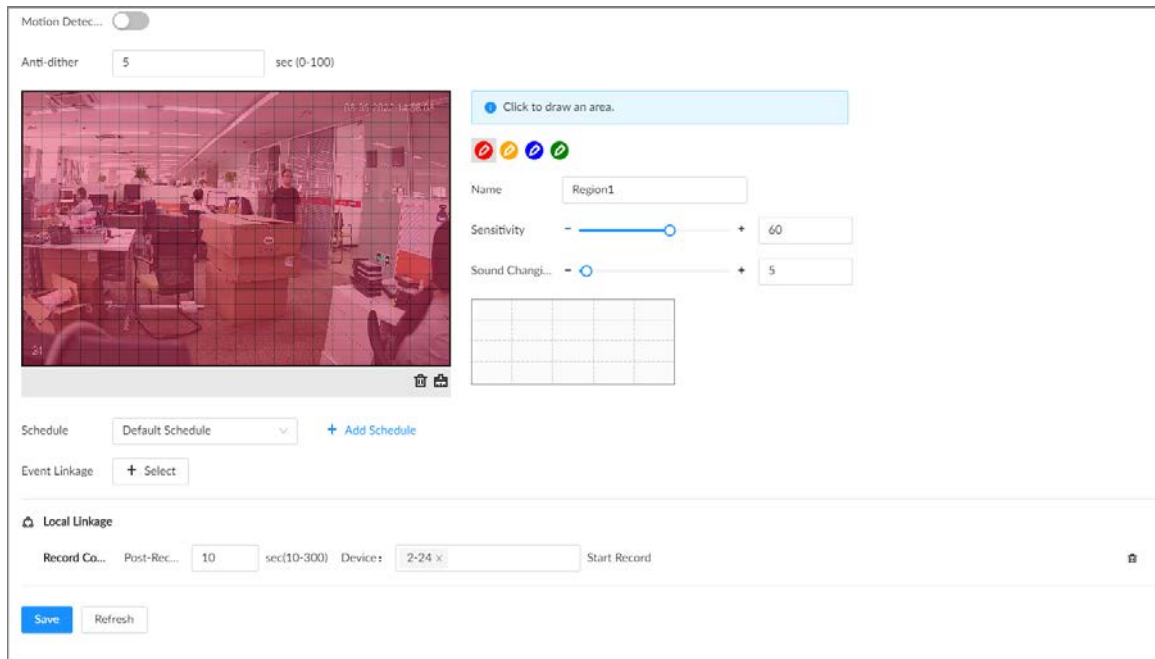 Motion Detec...
Anti-dither 5 sec (0-100)
Click to draw an area.
Name Region1
Sensitivity - + 60
Sound Changi... - + 5
24
Schedule Default Schedule + Add Schedule
Event Linkage + Select
Local Linkage
Record Co... Post-Rec... 10 sec(10-300) Device: 2-24 × Start Record
Save Refresh